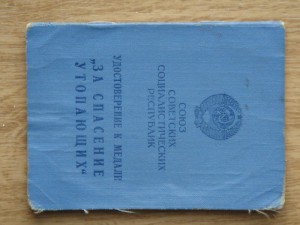 СОЮЗ
СОВЕТСКИХ
СОЦИАЛИСТИЧЕСКИХ
РЕСПУБЛИК
УДОСТОВЕРЕНИЕ К МЕДАЛИ
„ЗА СПАСЕНИЕ
УТОПАЮЩИХ“